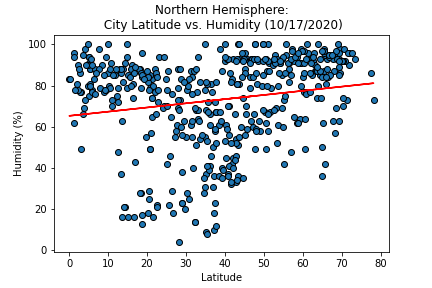 Northern Hemisphere:
City Latitude vs. Humidity (10/17/2020)
100
80
60
40
20
0
Humidity (%)
0 10 20 30 40 50 60 70 80
Latitude